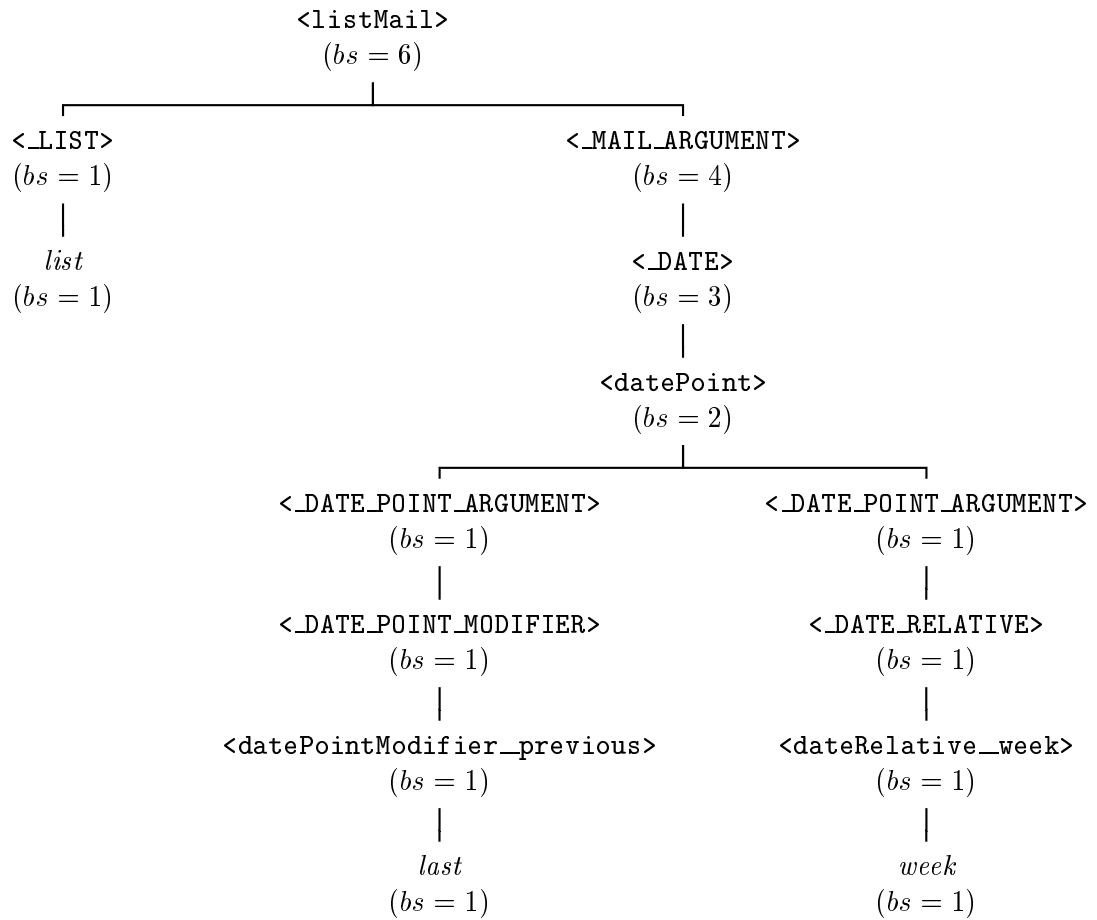 <listMail>
(bs = 6)
<_LIST> <_MAIL_ARGUMENT>
(bs = 1) (bs = 4)
list <_DATE>
(bs = 1) (bs = 3)
<datePoint>
(bs = 2)
<_DATE_POINT_ARGUMENT> <_DATE_POINT_ARGUMENT>
(bs = 1) (bs = 1)
<_DATE_POINT_MODIFIER> <_DATE_RELATIVE>
(bs = 1) (bs = 1)
<datePointModifier_previous> <dateRelative_week>
(bs = 1) (bs = 1)
last week
(bs = 1) (bs = 1)